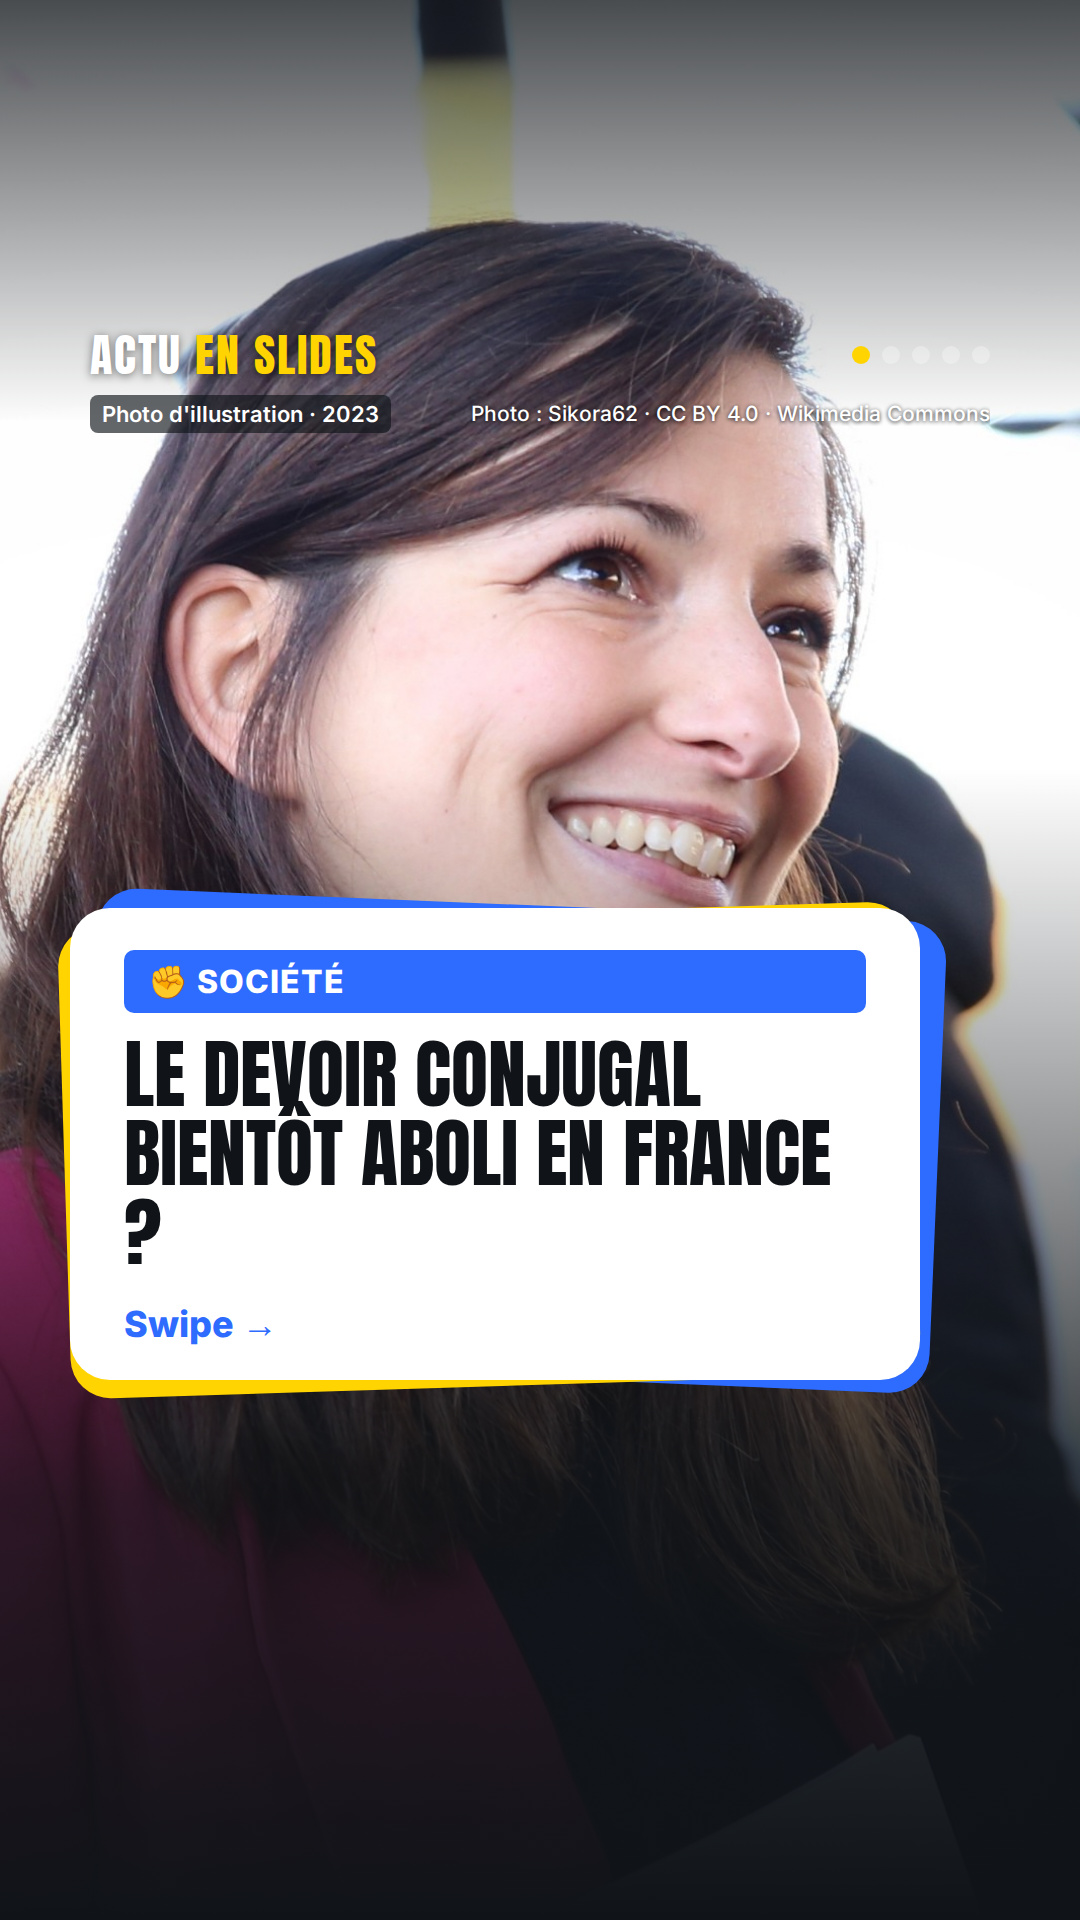 ACTU EN SLIDES
Photo d'illustration · 2023
Photo : Sikora62 · CC BY 4.0 · Wikimedia Commons
✊ SOCIÉTÉ
LE DEVOIR CONJUGAL
BIENTÔT ABOLI EN FRANCE
?
Swipe →